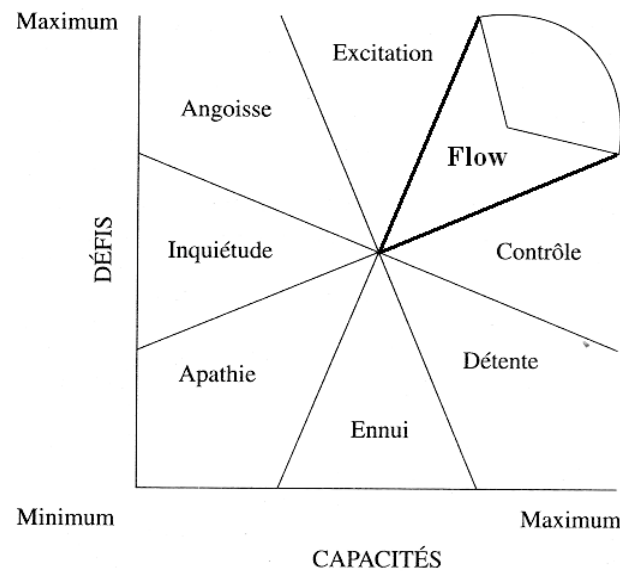 Maximum
Excitation
Angoisse
Flow
DÉFIS
Inquiétude
Contrôle
Apathie
Détente
Ennui
Minimum
Maximum
CAPACITÉS